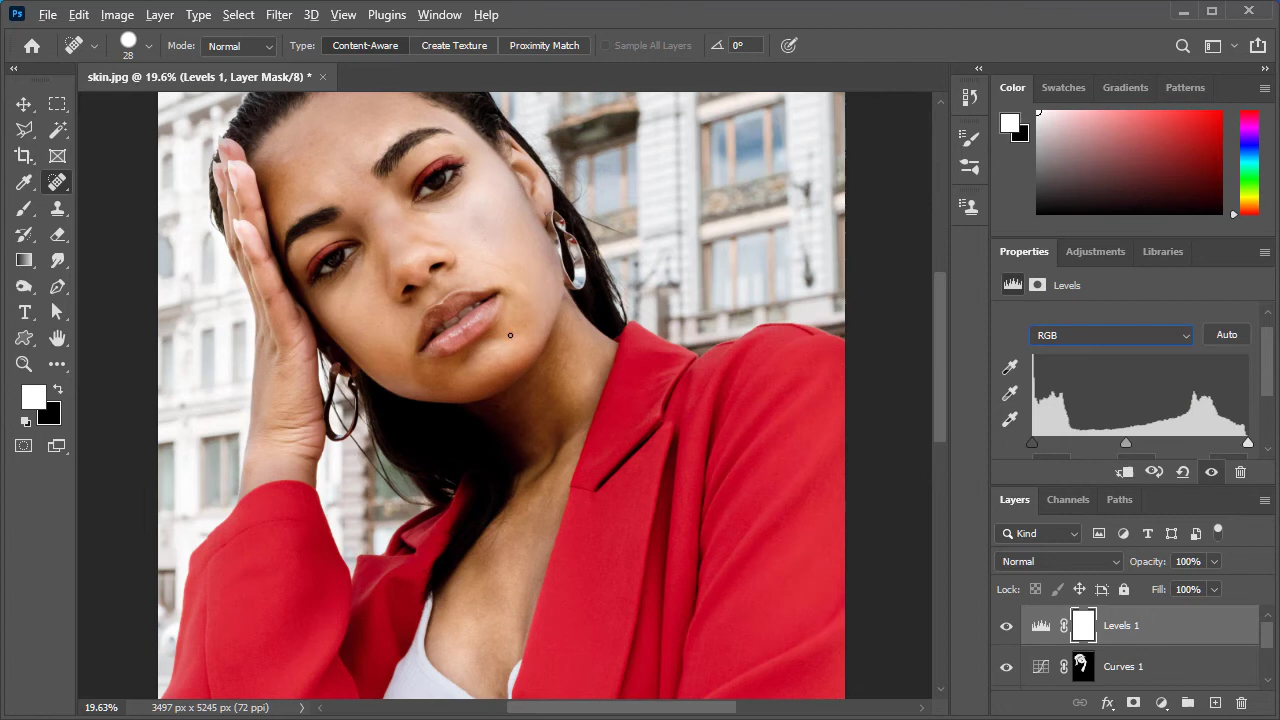 Ps File Edit Image Layer Type Select Filter 3D View Plugins Window Help
28 Mode: Normal Type: Content-Aware Create Texture Proximity Match Sample All Layers 0°
skin.jpg @ 19.6% (Levels 1, Layer Mask/8) * ×
Color Swatches Gradients Patterns
Properties Adjustments Libraries
Levels
RGB Auto
Layers Channels Paths
Kind
Normal Opacity: 100%
Lock: Fill: 100%
Levels 1
Curves 1
19.63% 3497 px x 5245 px (72 ppi)